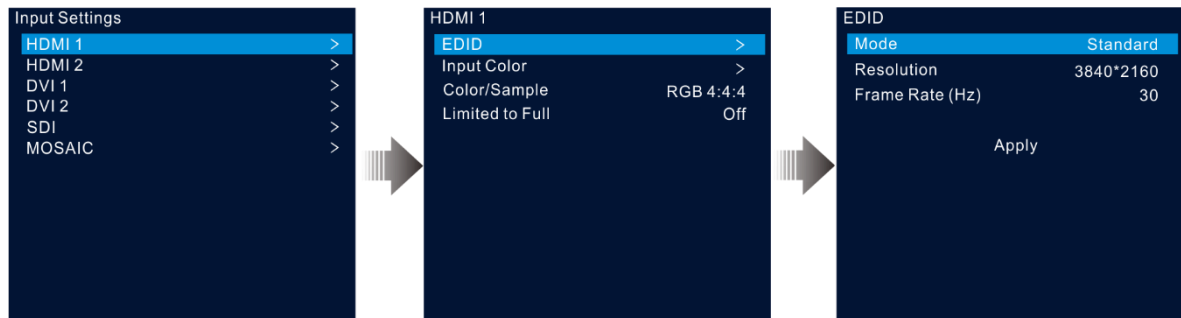 Input Settings
HDMI 1 >
HDMI 2 >
DVI 1 >
DVI 2 >
SDI >
MOSAIC >
HDMI 1
EDID >
Input Color >
Color/Sample RGB 4:4:4
Limited to Full Off
EDID
Mode Standard
Resolution 3840*2160
Frame Rate (Hz) 30
Apply